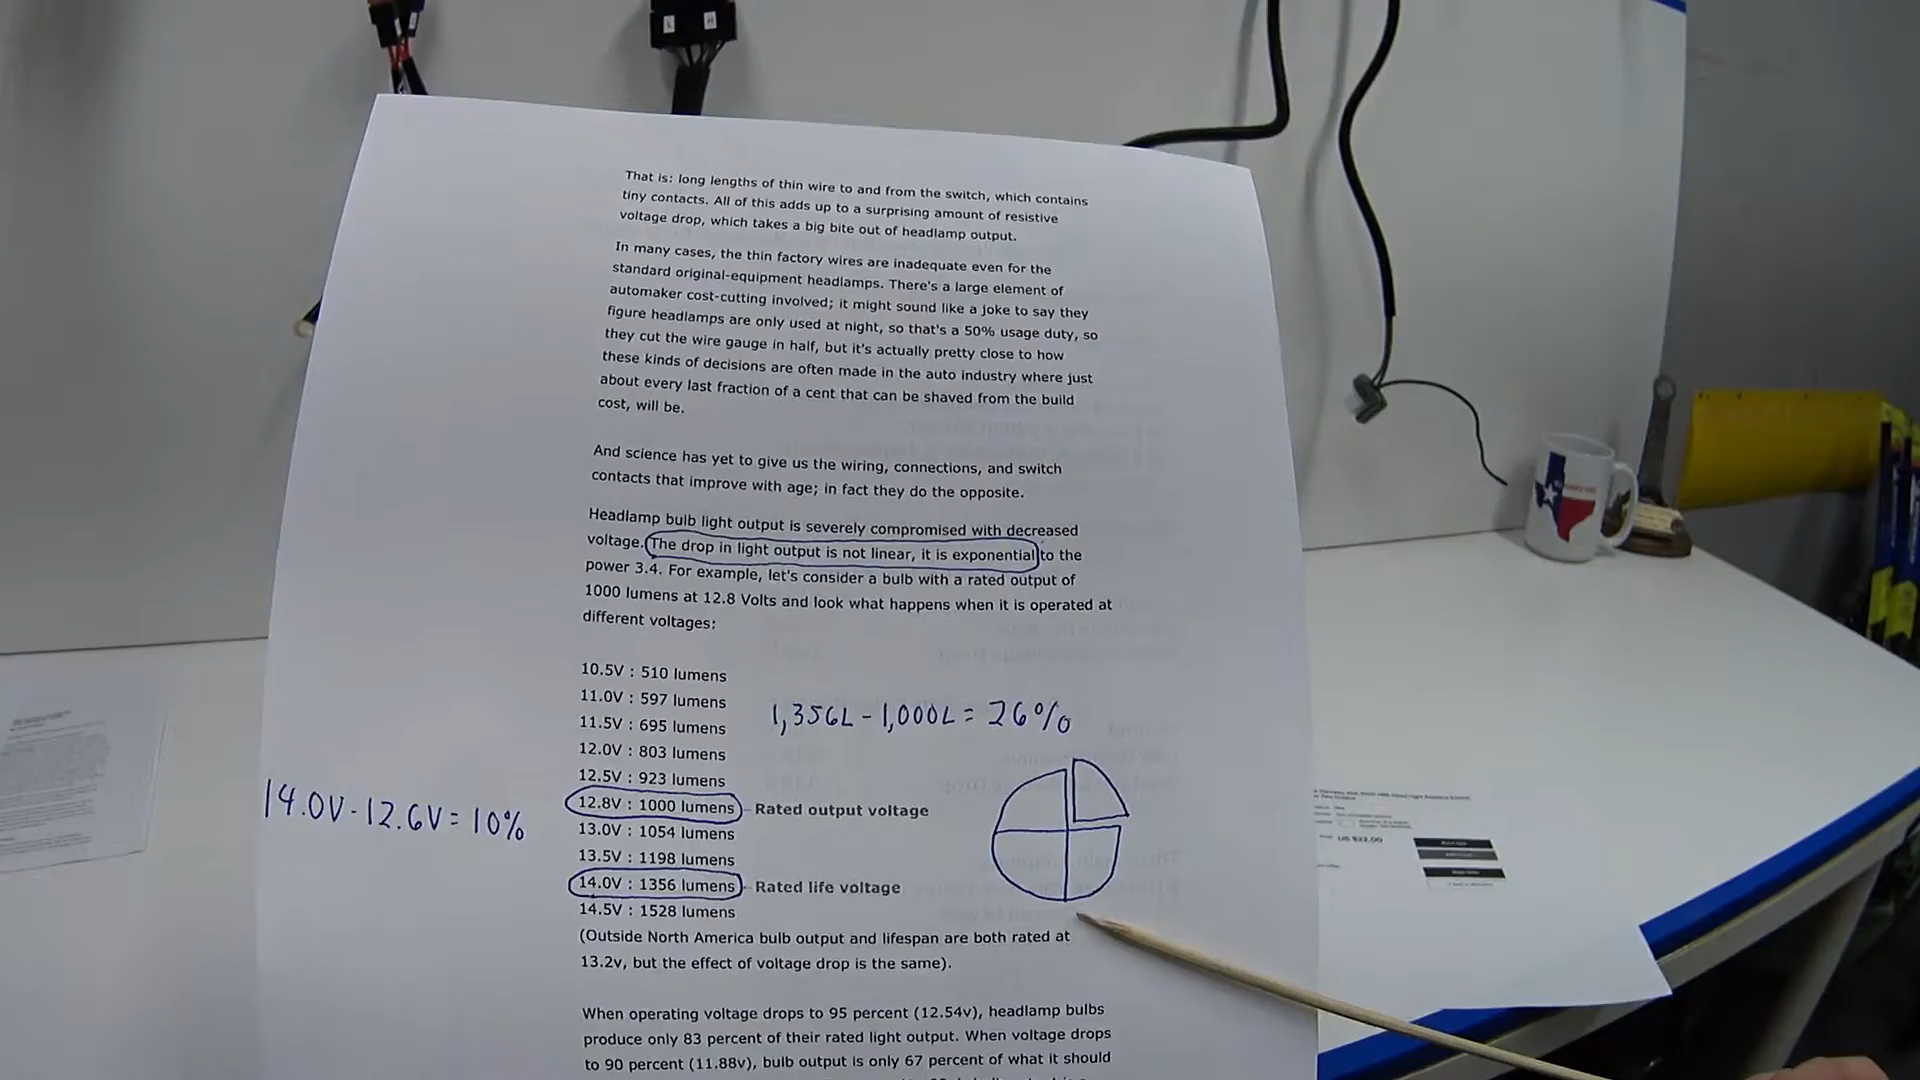 L H
That is: long lengths of thin wire to and from the switch, which contains
tiny contacts. All of this adds up to a surprising amount of resistive
voltage drop, which takes a big bite out of headlamp output.
In many cases, the thin factory wires are inadequate even for the
standard original-equipment headlamps. There's a large element of
automaker cost-cutting involved; it might sound like a joke to say they
figure headlamps are only used at night, so that's a 50% usage duty, so
they cut the wire gauge in half, but it's actually pretty close to how
these kinds of decisions are often made in the auto industry where just
about every last fraction of a cent that can be shaved from the build
cost, will be.
And science has yet to give us the wiring, connections, and switch
contacts that improve with age; in fact they do the opposite.
Headlamp bulb light output is severely compromised with decreased
voltage. The drop in light output is not linear, it is exponential to the
power 3.4. For example, let's consider a bulb with a rated output of
1000 lumens at 12.8 Volts and look what happens when it is operated at
different voltages:
10.5V : 510 lumens
11.0V : 597 lumens
11.5V : 695 lumens
12.0V : 803 lumens
12.5V : 923 lumens
12.8V : 1000 lumens - Rated output voltage
13.0V : 1054 lumens
13.5V : 1198 lumens
14.0V : 1356 lumens - Rated life voltage
14.5V : 1528 lumens
1,356L - 1,000L = 26%
14.0V - 12.6V = 10%
(Outside North America bulb output and lifespan are both rated at
13.2v, but the effect of voltage drop is the same).
When operating voltage drops to 95 percent (12.54v), headlamp bulbs
produce only 83 percent of their rated light output. When voltage drops
to 90 percent (11.88v), bulb output is only 67 percent of what it should
US $22.00